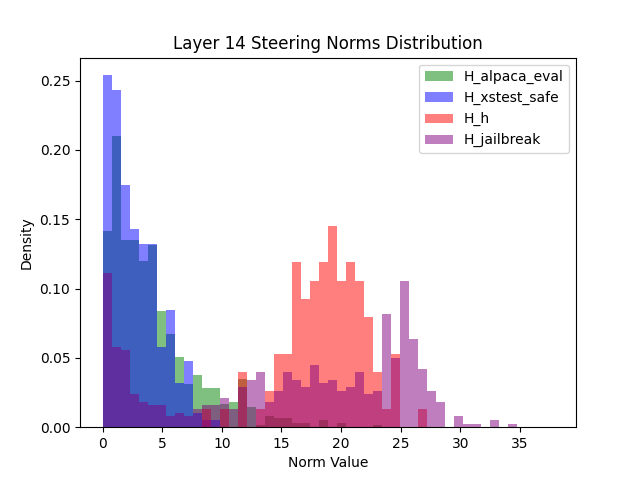 Layer 14 Steering Norms Distribution
H_alpaca_eval
H_xstest_safe
H_h
H_jailbreak
Density
0.25
0.20
0.15
0.10
0.05
0.00
0 5 10 15 20 25 30 35
Norm Value